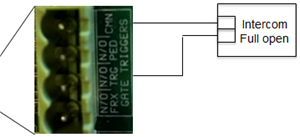 N/O N/O N/O CMN
FRX TRG PED
GATE TRIGGERS
Intercom
Full open